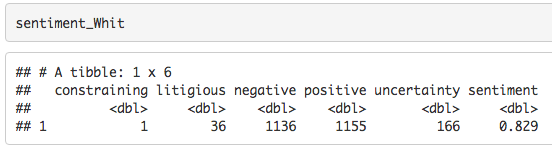 sentiment_Whit
## # A tibble: 1 x 6
##   constraining litigious negative positive uncertainty sentiment
##          <dbl>     <dbl>    <dbl>    <dbl>       <dbl>     <dbl>
## 1            1        36     1136     1155         166     0.829